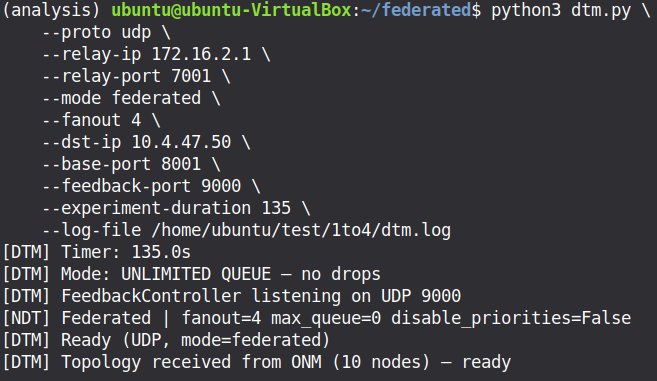 (analysis) ubuntu@ubuntu-VirtualBox:~/federated$ python3 dtm.py \
    --proto udp \
    --relay-ip 172.16.2.1 \
    --relay-port 7001 \
    --mode federated \
    --fanout 4 \
    --dst-ip 10.4.47.50 \
    --base-port 8001 \
    --feedback-port 9000 \
    --experiment-duration 135 \
    --log-file /home/ubuntu/test/1to4/dtm.log
[DTM] Timer: 135.0s
[DTM] Mode: UNLIMITED QUEUE — no drops
[DTM] FeedbackController listening on UDP 9000
[NDT] Federated | fanout=4 max_queue=0 disable_priorities=False
[DTM] Ready (UDP, mode=federated)
[DTM] Topology received from ONM (10 nodes) — ready